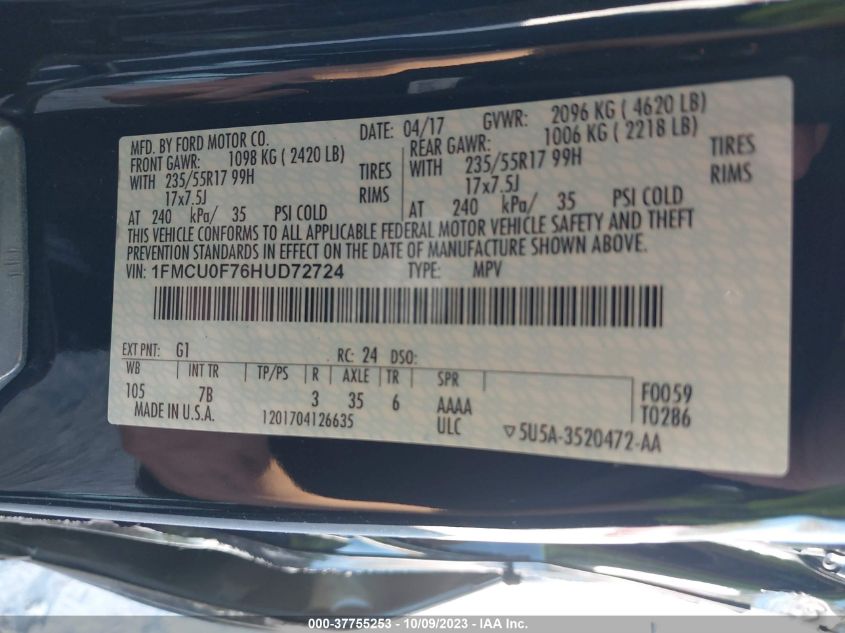 MFD. BY FORD MOTOR CO. DATE: 04/17 GVWR: 2096 KG ( 4620 LB)
FRONT GAWR: 1098 KG ( 2420 LB) REAR GAWR: 1006 KG ( 2218 LB)
WITH 235/55R17 99H TIRES WITH 235/55R17 99H TIRES
17x7.5J RIMS 17x7.5J RIMS
AT 240 kPa/ 35 PSI COLD AT 240 kPa/ 35 PSI COLD
THIS VEHICLE CONFORMS TO ALL APPLICABLE FEDERAL MOTOR VEHICLE SAFETY AND THEFT
PREVENTION STANDARDS IN EFFECT ON THE DATE OF MANUFACTURE SHOWN ABOVE.
VIN: 1FMCU0F76HUD72724 TYPE: MPV
EXT PNT: G1 RC: 24 DSO:
WB INT TR TP/PS R AXLE TR SPR
105 7B 3 35 6 AAAA F0059
MADE IN U.S.A. 1201704126635 ULC T0286
▽5U5A-3520472-AA
000-37755253 - 10/09/2023 - IAA Inc.